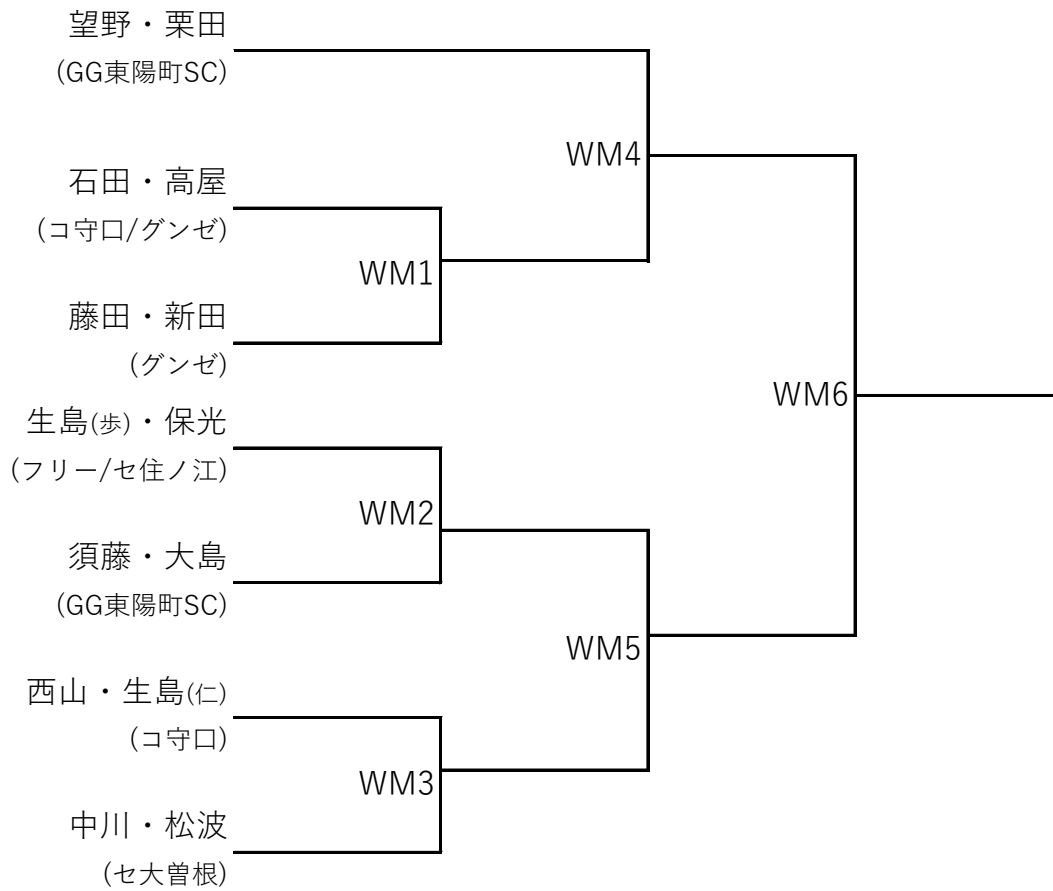 望野・栗田
(GG東陽町SC)
WM4
石田・高屋
(コ守口/グンゼ)
WM1
藤田・新田
(グンゼ)
WM6
生島(歩)・保光
(フリー/セ住ノ江)
WM2
須藤・大島
(GG東陽町SC)
WM5
西山・生島(仁)
(コ守口)
WM3
中川・松波
(セ大曽根)